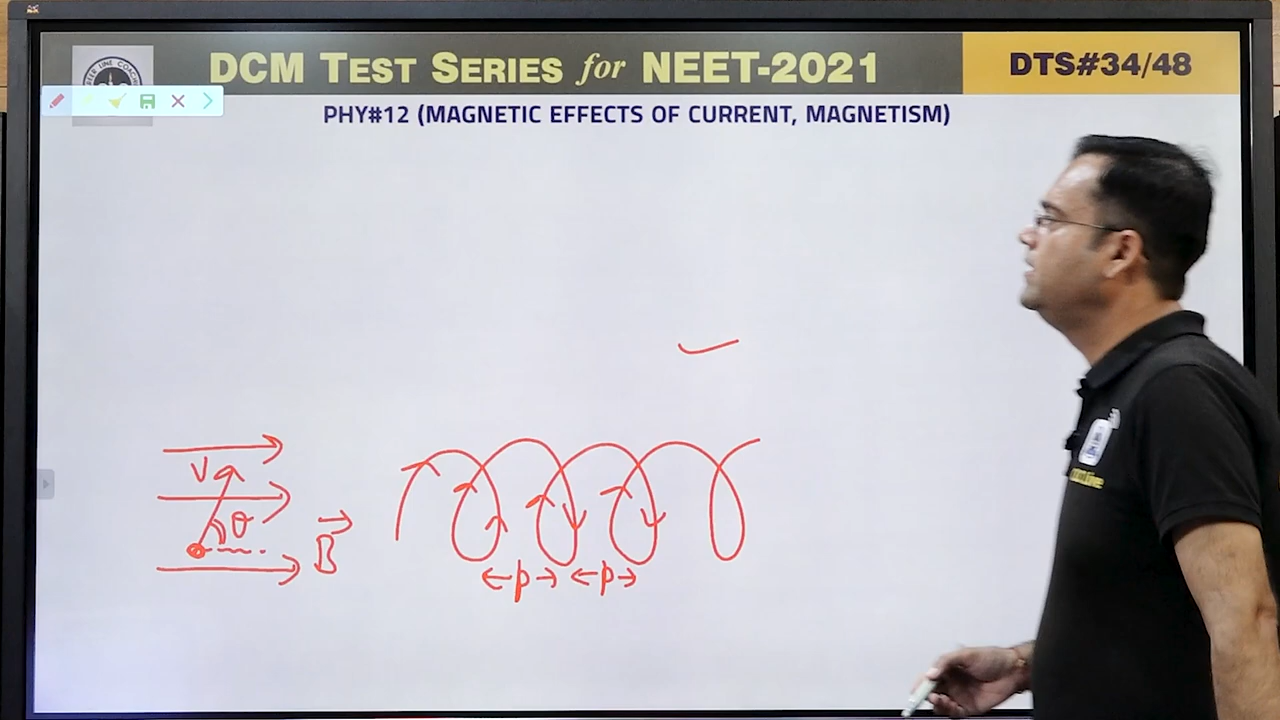 DCM TEST SERIES for NEET-2021
DTS#34/48
PHY#12 (MAGNETIC EFFECTS OF CURRENT, MAGNETISM)
V
θ
B
p p